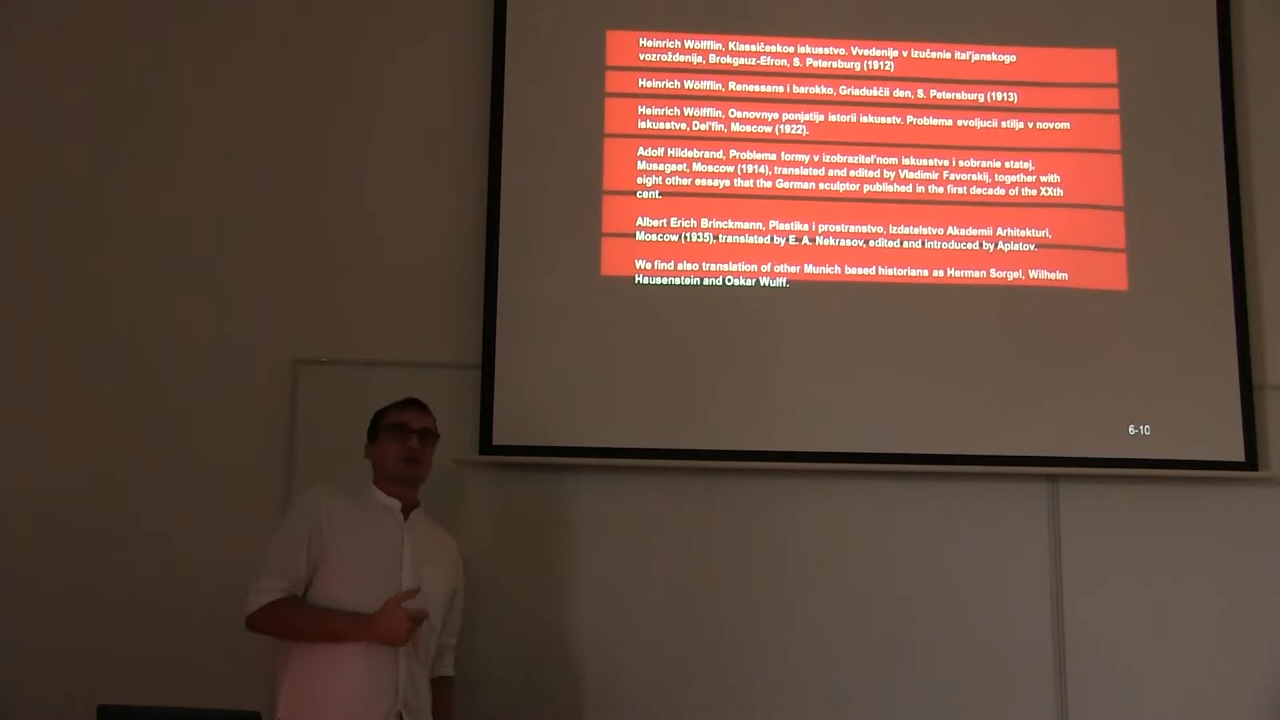 Heinrich Wölfflin, Klassičeskoe iskusstvo. Vvedenije v izučenie ital'janskogo
vozroždenija, Brokgauz-Efron, S. Petersburg (1912)
Heinrich Wölfflin, Renessans i barokko, Griaduščii den, S. Petersburg (1913)
Heinrich Wölfflin, Osnovnye ponjatija istorii iskusstv. Problema evoljucii stilja v novom
iskusstve, Del'fin, Moscow (1922).
Adolf Hildebrand, Problema formy v izobrazitel'nom iskusstve i sobranie statej,
Musagaet, Moscow (1914), translated and edited by Vladimir Favorskij, together with
eight other essays that the German sculptor published in the first decade of the XXth
cent.
Albert Erich Brinckmann, Plastika i prostranstvo, Izdatelstvo Akademii Arhitekturi,
Moscow (1935), translated by E. A. Nekrasov, edited and introduced by Aplatov.
We find also translation of other Munich based historians as Herman Sorgel, Wilhelm
Hausenstein and Oskar Wulff.
6-10